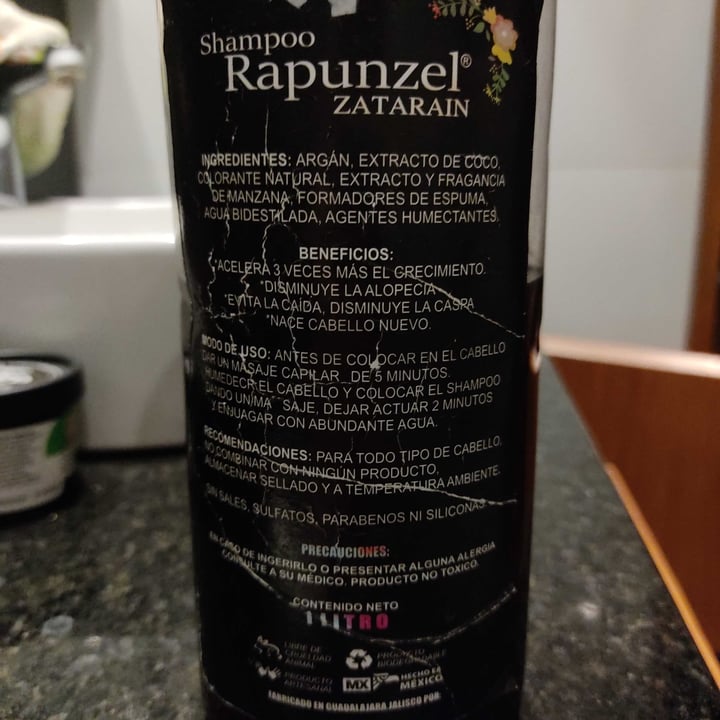 Shampoo
Rapunzel®
ZATARAIN
INGREDIENTES: ARGÁN, EXTRACTO DE COCO,
COLORANTE NATURAL, EXTRACTO Y FRAGANCIA
DE MANZANA, FORMADORES DE ESPUMA,
AGUA BIDESTILADA, AGENTES HUMECTANTES.
BENEFICIOS:
*ACELERA 3 VECES MÁS EL CRECIMIENTO.
*DISMINUYE LA ALOPECIA
*EVITA LA CAÍDA, DISMINUYE LA CASPA
*NACE CABELLO NUEVO.
MODO DE USO: ANTES DE COLOCAR EN EL CABELLO
DAR UN MASAJE CAPILAR DE 5 MINUTOS.
HUMEDECER EL CABELLO Y COLOCAR EL SHAMPOO
DANDO UN MA SAJE, DEJAR ACTUAR 2 MINUTOS
Y ENJUAGAR CON ABUNDANTE AGUA.
RECOMENDACIONES: PARA TODO TIPO DE CABELLO,
NO COMBINAR CON NINGÚN PRODUCTO,
ALMACENAR SELLADO Y A TEMPERATURA AMBIENTE.
SIN SALES, SULFATOS, PARABENOS NI SILICONAS.
PRECAUCIONES:
EN CASO DE INGERIRLO O PRESENTAR ALGUNA ALERGIA
CONSULTE A SU MÉDICO. PRODUCTO NO TOXICO.
CONTENIDO NETO
1 LITRO
LIBRE DE
CRUELDAD
ANIMAL
PRODUCTO
BIODEGRADABLE
PRODUCTO
ARTESANAL
MX
HECHO EN
MÉXICO
FABRICADO EN GUADALAJARA JALISCO POR: